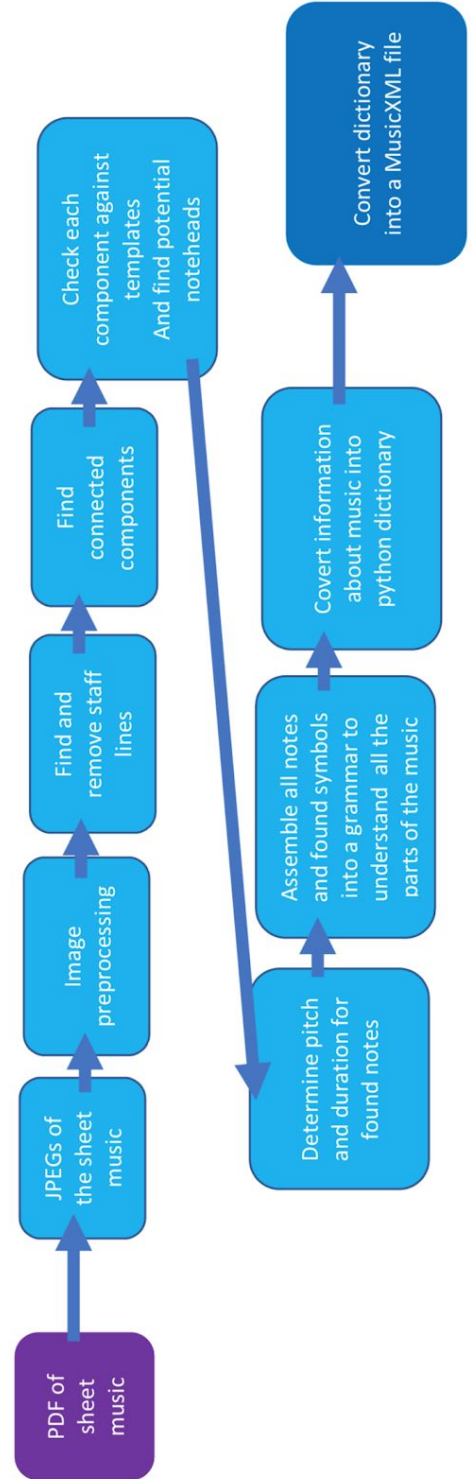 PDF of
sheet
music
JPEGs of
the sheet
music
Image
preprocessing
Find and
remove staff
lines
Find
connected
components
Check each
component against
templates
And find potential
noteheads
Determine pitch
and duration for
found notes
Assemble all notes
and found symbols
into a grammar to
understand all the
parts of the music
Covert information
about music into
python dictionary
Convert dictionary
into a MusicXML file